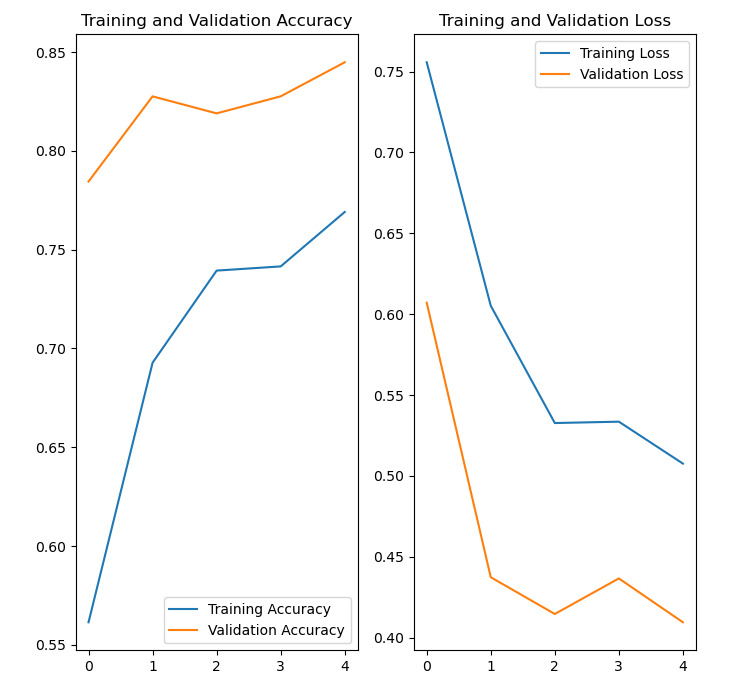 Training and Validation Accuracy
0.85
0.80
0.75
0.70
0.65
0.60
0.55
0 1 2 3 4
Training Accuracy
Validation Accuracy
Training and Validation Loss
0.75
0.70
0.65
0.60
0.55
0.50
0.45
0.40
0 1 2 3 4
Training Loss
Validation Loss